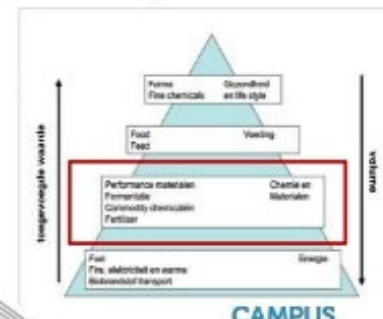 Farma Gezondheid
Fine chemicals en life style
Food Voeding
Feed
Performance materialen Chemie en
Fermentatie Materialen
Commodity chemicaliën
Fertilizer
Fuel Energie
Fire, elektriciteit en warmte
Biobrandstof transport
toegevoegde waarde
volume
CAMPUS